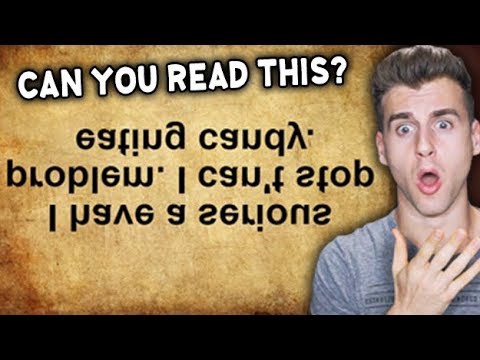 CAN YOU READ THIS?
I have a serious
problem. I can't stop
eating candy.